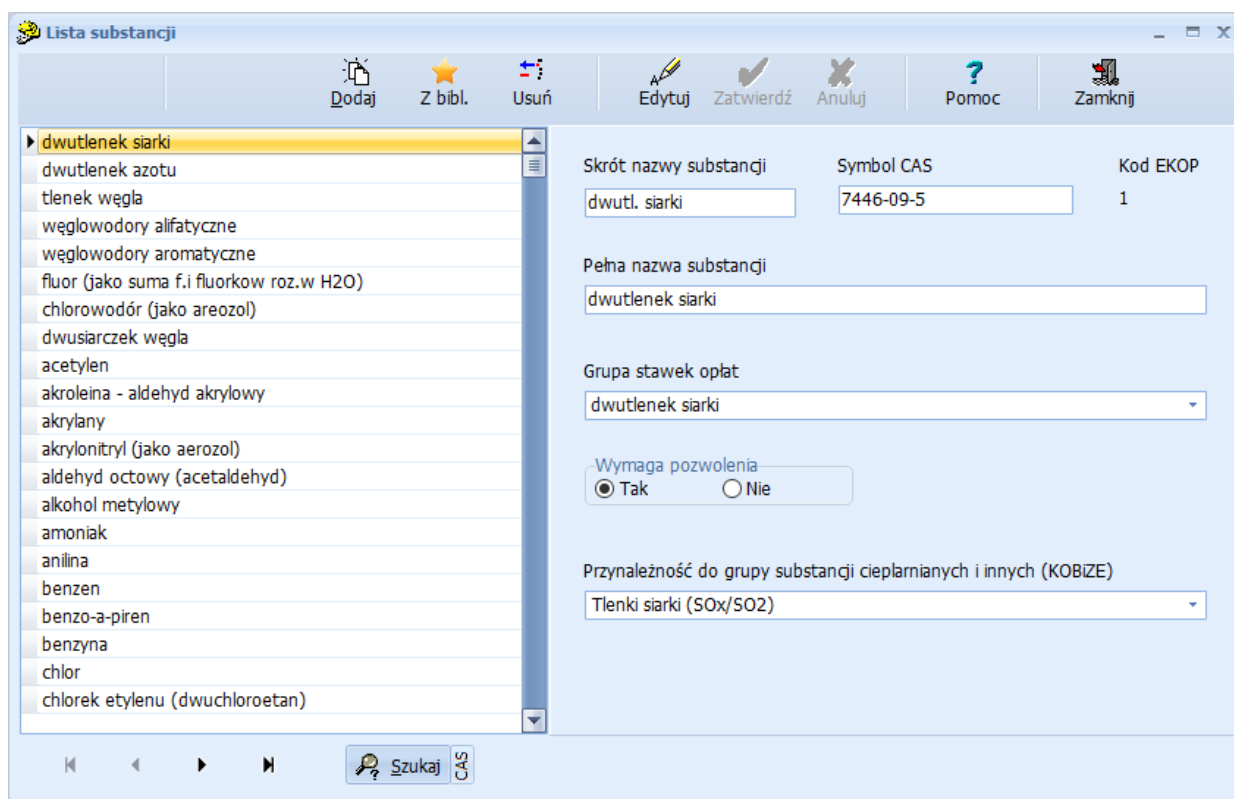 Lista substancji
Dodaj
Z bibl.
Usuń
Edytuj
Zatwierdź
Anuluj
Pomoc
Zamknij
dwutlenek siarki
dwutlenek azotu
tlenek węgla
węglowodory alifatyczne
węglowodory aromatyczne
fluor (jako suma f.i fluorkow roz.w H2O)
chlorowodór (jako areozol)
dwusiarczek węgla
acetylen
akroleina - aldehyd akrylowy
akrylany
akrylonitryl (jako aerozol)
aldehyd octowy (acetaldehyd)
alkohol metylowy
amoniak
anilina
benzen
benzo-a-piren
benzyna
chlor
chlorek etylenu (dwuchloroetan)
Skrót nazwy substancji
dwutl. siarki
Symbol CAS
7446-09-5
Kod EKOP
1
Pełna nazwa substancji
dwutlenek siarki
Grupa stawek opłat
dwutlenek siarki
Wymaga pozwolenia
Tak
Nie
Przynależność do grupy substancji cieplarnianych i innych (KOBiZE)
Tlenki siarki (SOx/SO2)
Szukaj
CAS